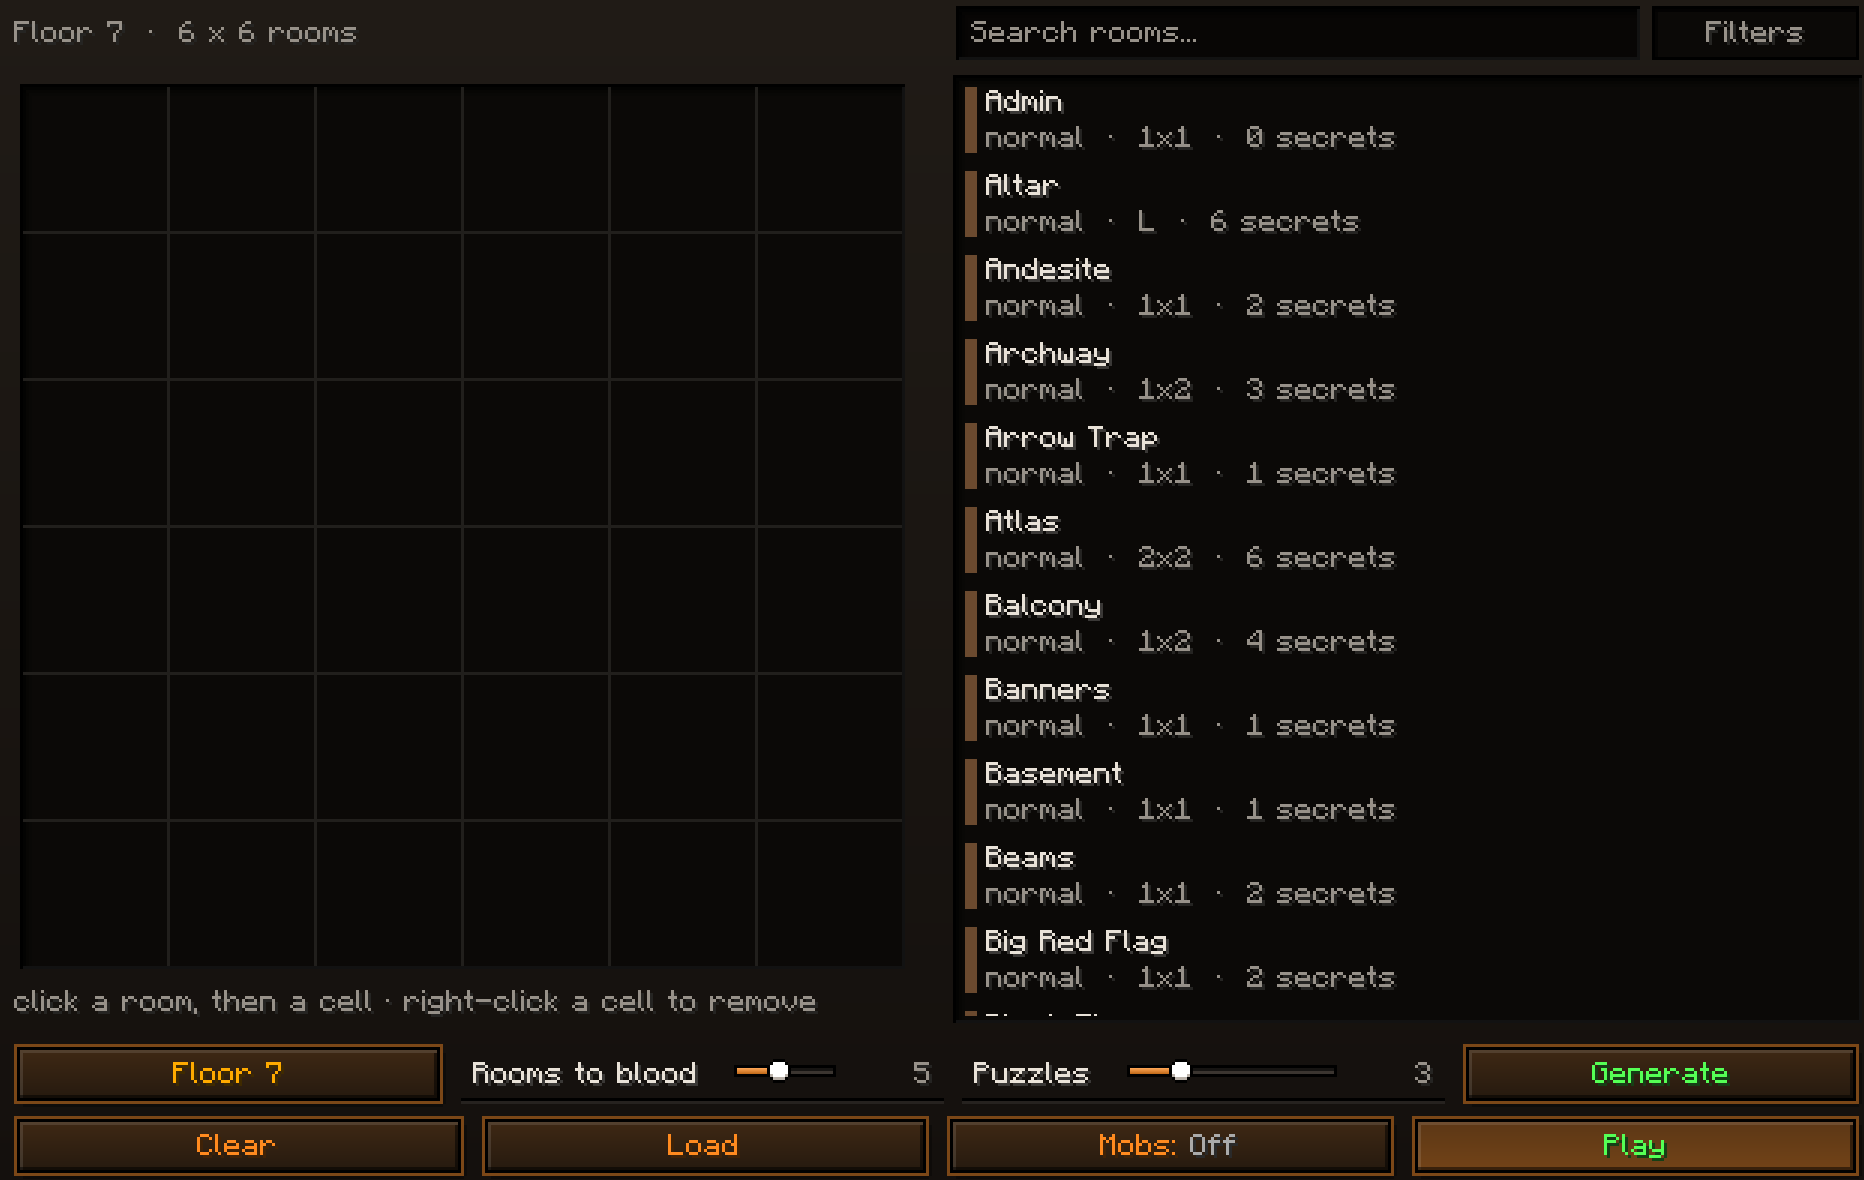 Floor 7 · 6 x 6 rooms
Search rooms...
Filters
Admin
normal · 1x1 · 0 secrets
Altar
normal · L · 6 secrets
Andesite
normal · 1x1 · 2 secrets
Archway
normal · 1x2 · 3 secrets
Arrow Trap
normal · 1x1 · 1 secrets
Atlas
normal · 2x2 · 6 secrets
Balcony
normal · 1x2 · 4 secrets
Banners
normal · 1x1 · 1 secrets
Basement
normal · 1x1 · 1 secrets
Beams
normal · 1x1 · 2 secrets
Big Red Flag
normal · 1x1 · 2 secrets
click a room, then a cell · right-click a cell to remove
Floor 7
Rooms to blood 5
Puzzles 3
Generate
Clear
Load
Mobs: Off
Play